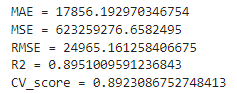 MAE = 17856.192970346754
MSE = 623259276.6582495
RMSE = 24965.161258406675
R2 = 0.8951009591236843
CV_score = 0.8923086752748413